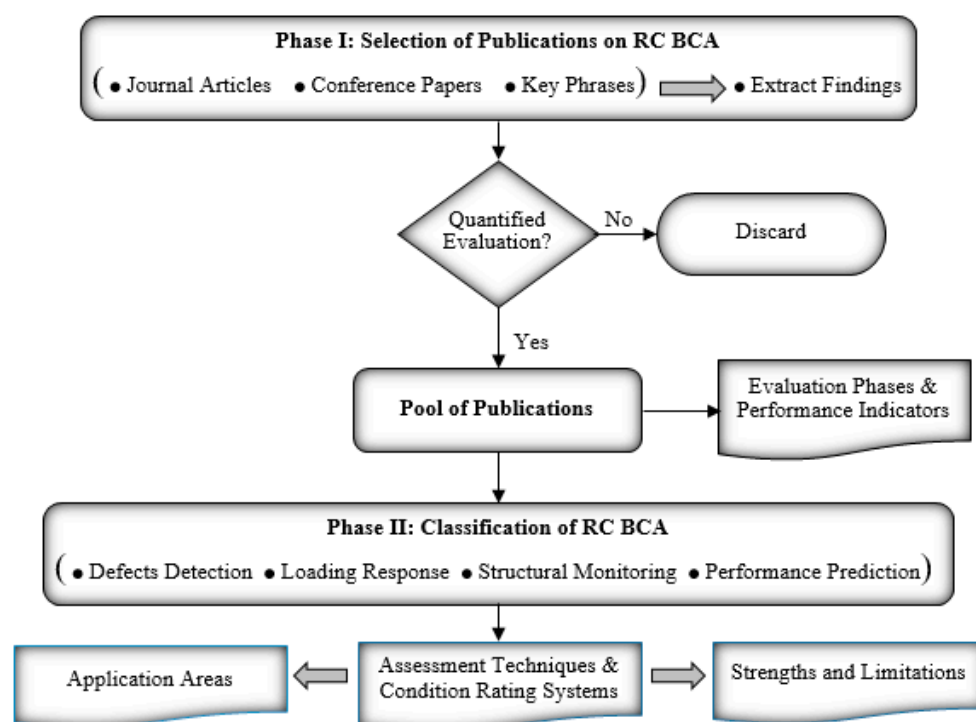 Phase I: Selection of Publications on RC BCA
( ● Journal Articles ● Conference Papers ● Key Phrases) ● Extract Findings
Quantified
Evaluation?
No
Discard
Yes
Pool of Publications
Evaluation Phases &
Performance Indicators
Phase II: Classification of RC BCA
( ● Defects Detection ● Loading Response ● Structural Monitoring ● Performance Prediction)
Application Areas
Assessment Techniques &
Condition Rating Systems
Strengths and Limitations